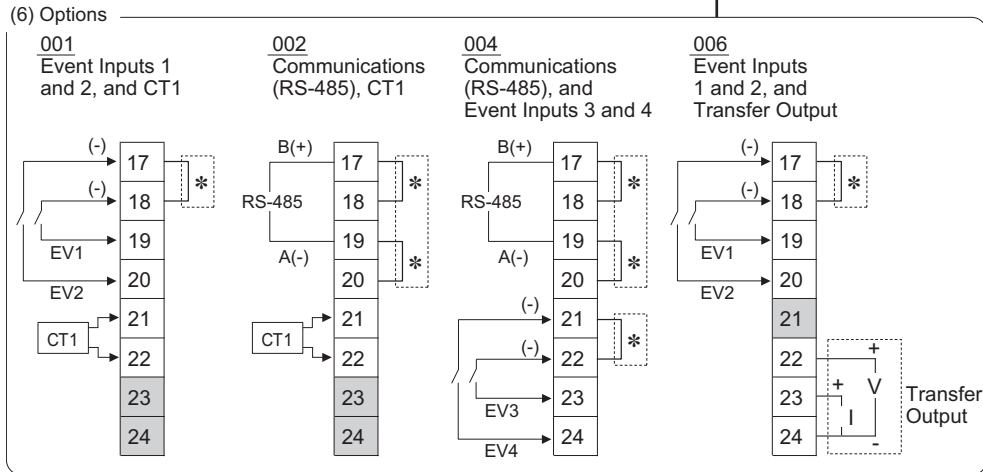 (6) Options
001
Event Inputs 1
and 2, and CT1
(-)
17
*
(-)
18
19
EV1
20
EV2
21
CT1
22
23
24
002
Communications
(RS-485), CT1
B(+)
17
*
18
RS-485
19
A(-)
*
20
21
CT1
22
23
24
004
Communications
(RS-485), and
Event Inputs 3 and 4
B(+)
17
*
18
RS-485
19
A(-)
*
20
(-)
21
*
(-)
22
23
EV3
24
EV4
006
Event Inputs
1 and 2, and
Transfer Output
(-)
17
*
(-)
18
19
EV1
20
EV2
21
22
+
23
+
V
I
24
-
Transfer
Output